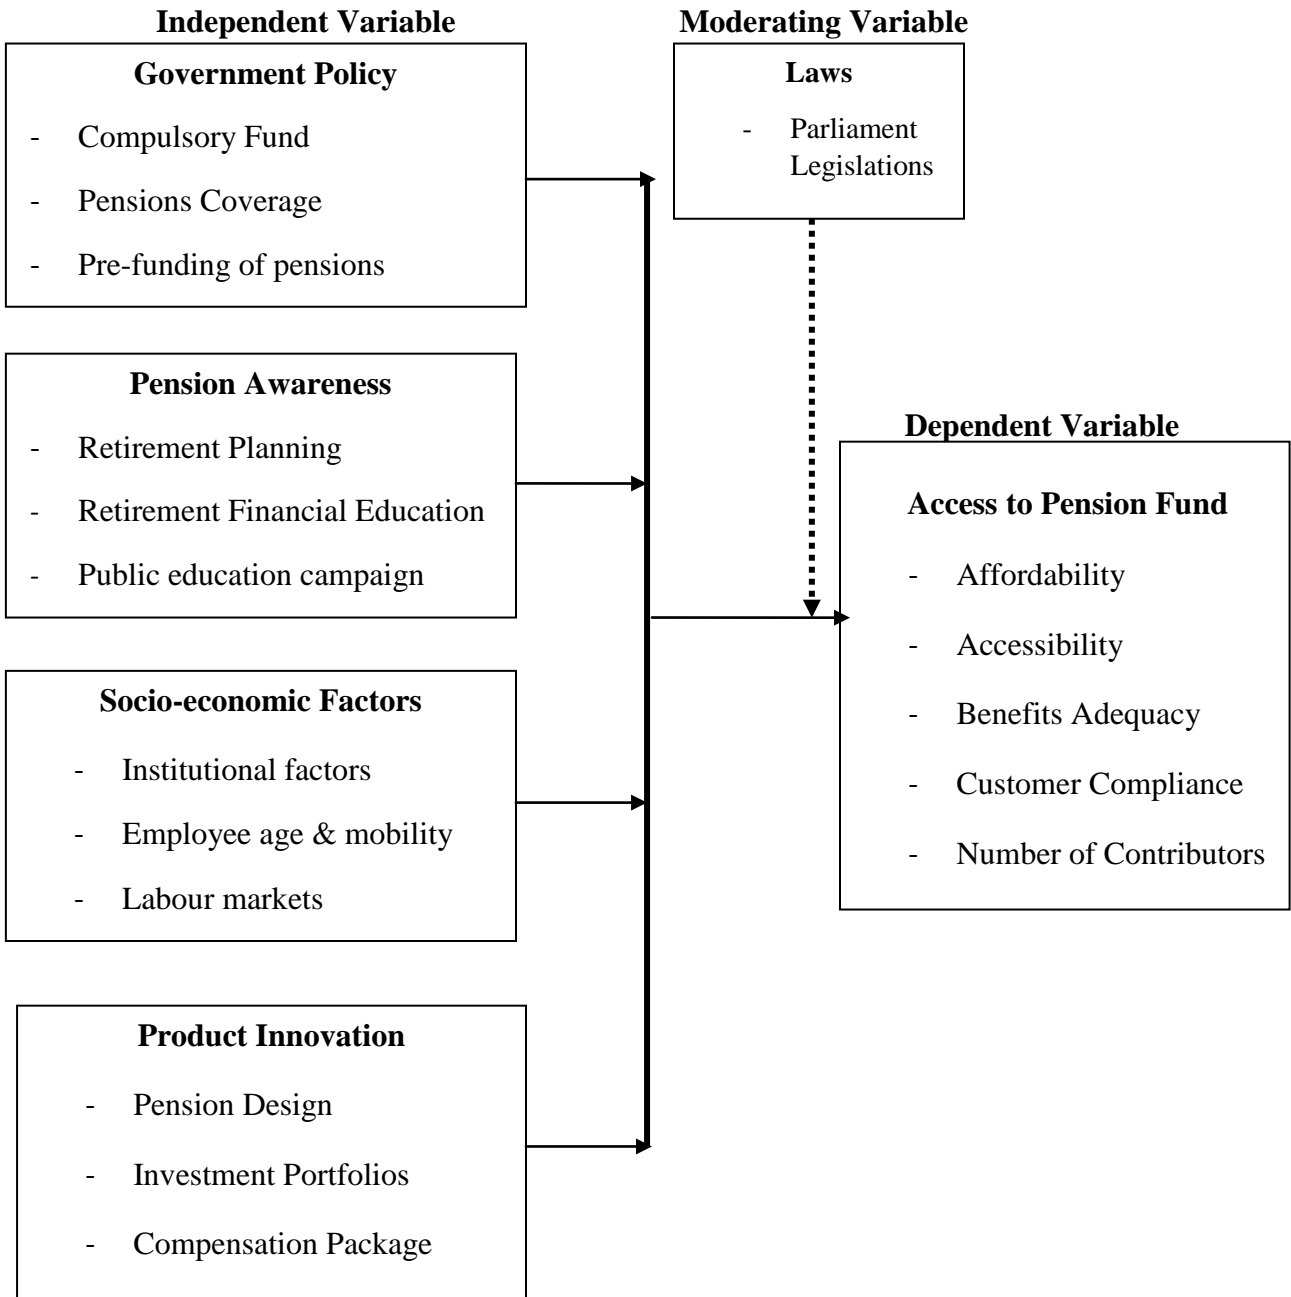 Independent Variable
Government Policy
- Compulsory Fund
- Pensions Coverage
- Pre-funding of pensions
Pension Awareness
- Retirement Planning
- Retirement Financial Education
- Public education campaign
Socio-economic Factors
- Institutional factors
- Employee age & mobility
- Labour markets
Product Innovation
- Pension Design
- Investment Portfolios
- Compensation Package
Moderating Variable
Laws
- Parliament
Legislations
Dependent Variable
Access to Pension Fund
- Affordability
- Accessibility
- Benefits Adequacy
- Customer Compliance
- Number of Contributors